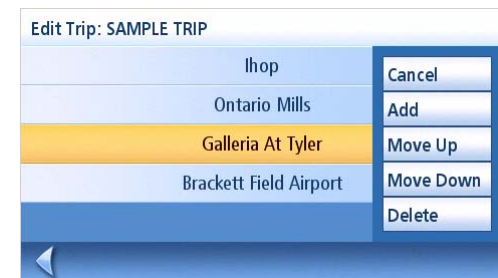 Edit Trip: SAMPLE TRIP
Ihop
Ontario Mills
Galleria At Tyler
Brackett Field Airport
Cancel
Add
Move Up
Move Down
Delete